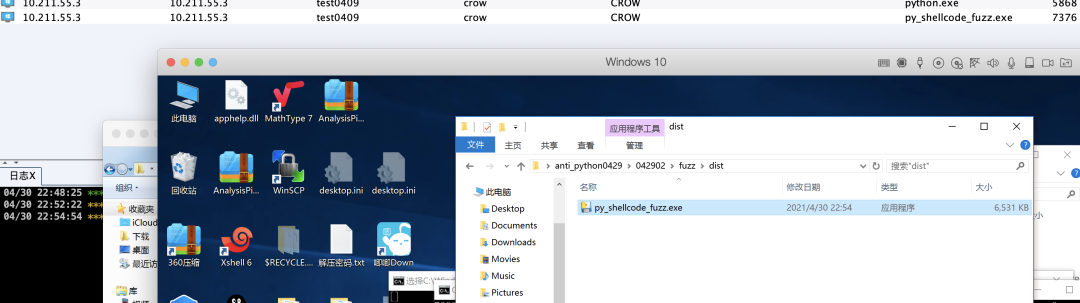 10.211.55.3 10.211.55.3 test0409 crow CROW python.exe 5868
10.211.55.3 10.211.55.3 test0409 crow CROW py_shellcode_fuzz.exe 7376
Windows 10
此电脑 apphelp.dll MathType 7 AnalysisPi...
应用程序工具 dist
文件 主页 共享 查看 管理
anti_python0429 042902 fuzz dist 搜索"dist"
日志X
04/30 22:48:25 ***
04/30 22:52:22 ***
04/30 22:54:54 ***
组织
收藏夹
iCloud
下载
桌面
最近访
库
回收站 AnalysisPi... WinSCP desktop.ini desktop.ini
360压缩 Xshell 6 $RECYCLE.... 解压密码.txt 唧唧Down
此电脑
Desktop
Documents
Downloads
Movies
Music
Pictures
名称 修改日期 类型 大小
py_shellcode_fuzz.exe 2021/4/30 22:54 应用程序 6,531 KB
小
选择C:\Wind